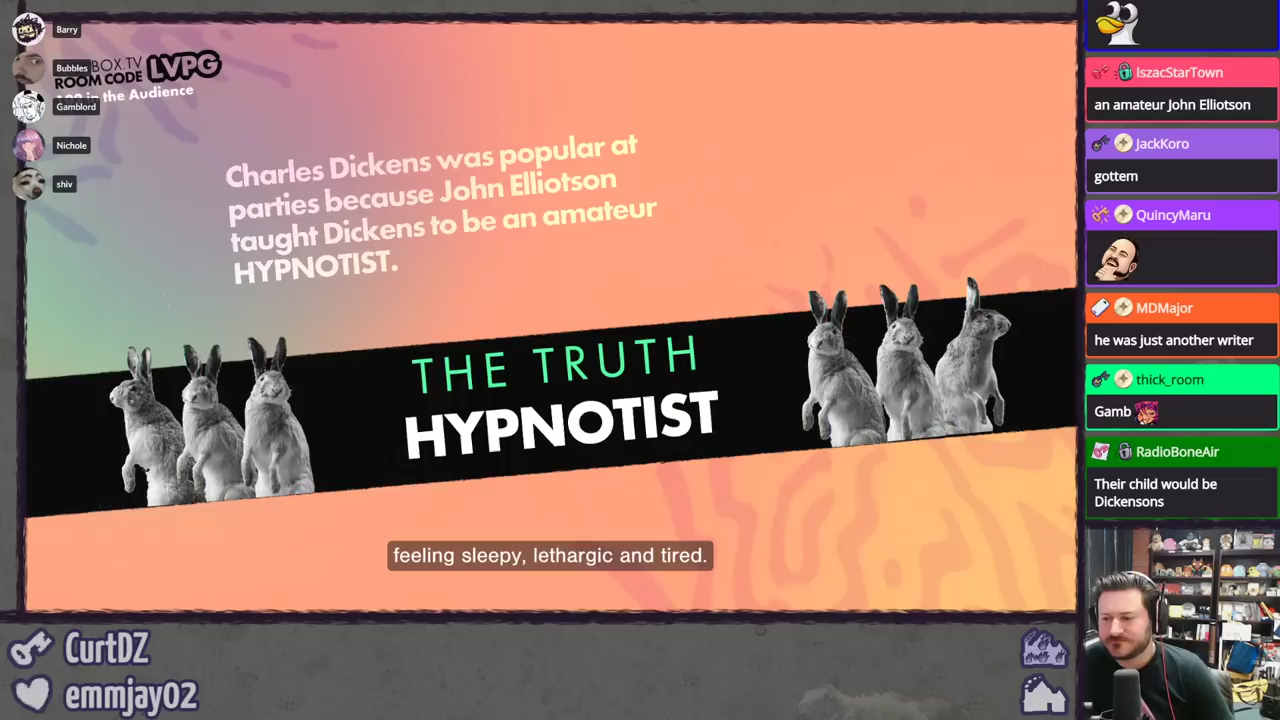 Barry
Bubbles
BOX.TV
ROOM CODE LVPG
in the Audience
Gamblord
Nichole
shiv
Charles Dickens was popular at
parties because John Elliotson
taught Dickens to be an amateur
HYPNOTIST.
THE TRUTH
HYPNOTIST
feeling sleepy, lethargic and tired.
CurtDZ
emmjay02
IszacStarTown
an amateur John Elliotson
JackKoro
gottem
QuincyMaru
MDMajor
he was just another writer
thick_room
Gamb
RadioBoneAir
Their child would be
Dickensons